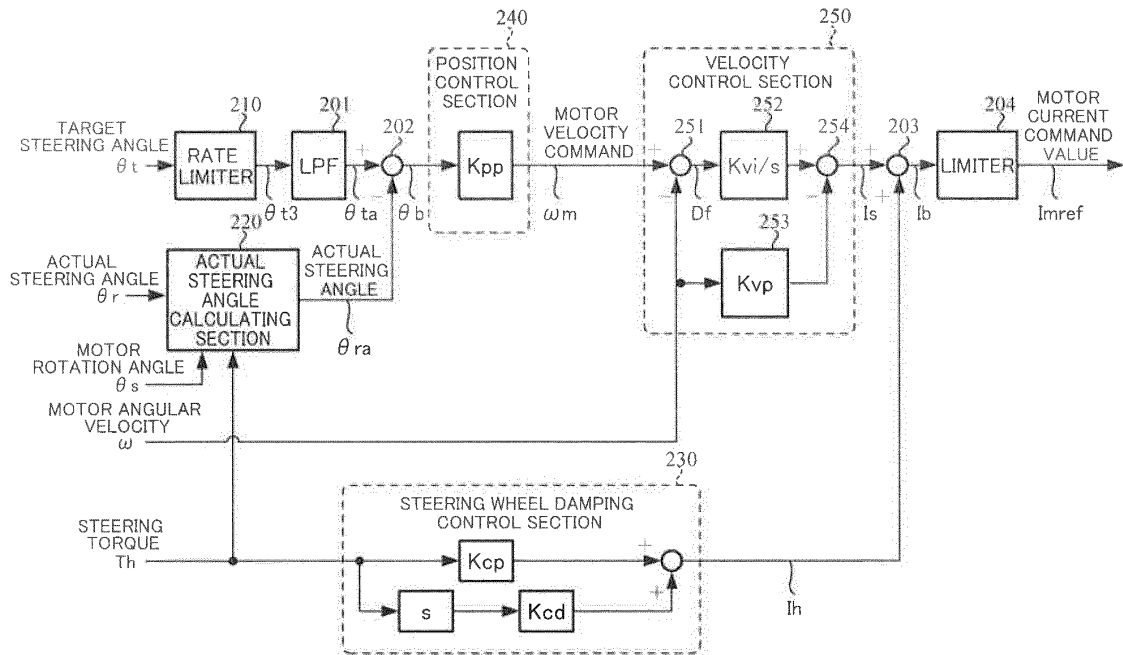 240
250
POSITION
CONTROL
SECTION
VELOCITY
CONTROL SECTION
TARGET
STEERING ANGLE
θt
210
RATE
LIMITER
θt3
201
LPF
+
θta
202
-
θb
Kpp
MOTOR
VELOCITY
COMMAND
ωm
+
251
-
Df
252
Kvi/s
+
254
-
253
Kvp
Is
+
203
+
Ib
204
LIMITER
MOTOR
CURRENT
COMMAND
VALUE
Imref
220
ACTUAL
STEERING ANGLE
θr
ACTUAL
STEERING
ANGLE
CALCULATING
SECTION
ACTUAL
STEERING
ANGLE
θra
MOTOR
ROTATION ANGLE
θs
MOTOR ANGULAR
VELOCITY
ω
230
STEERING WHEEL DAMPING
CONTROL SECTION
STEERING
TORQUE
Th
Kcp
+
s
Kcd
+
Ih